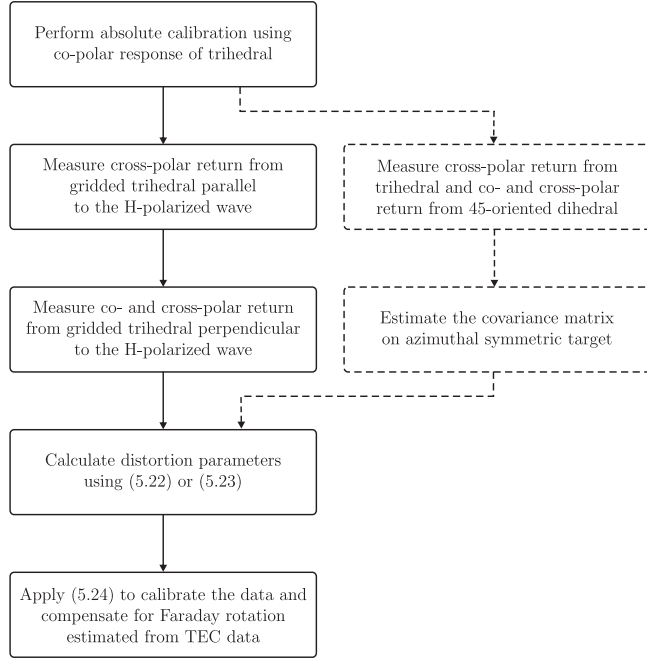 Perform absolute calibration using
co-polar response of trihedral
Measure cross-polar return from
gridded trihedral parallel
to the H-polarized wave
Measure cross-polar return from
trihedral and co- and cross-polar
return from 45-oriented dihedral
Measure co- and cross-polar return
from gridded trihedral perpendicular
to the H-polarized wave
Estimate the covariance matrix
on azimuthal symmetric target
Calculate distortion parameters
using (5.22) or (5.23)
Apply (5.24) to calibrate the data and
compensate for Faraday rotation
estimated from TEC data